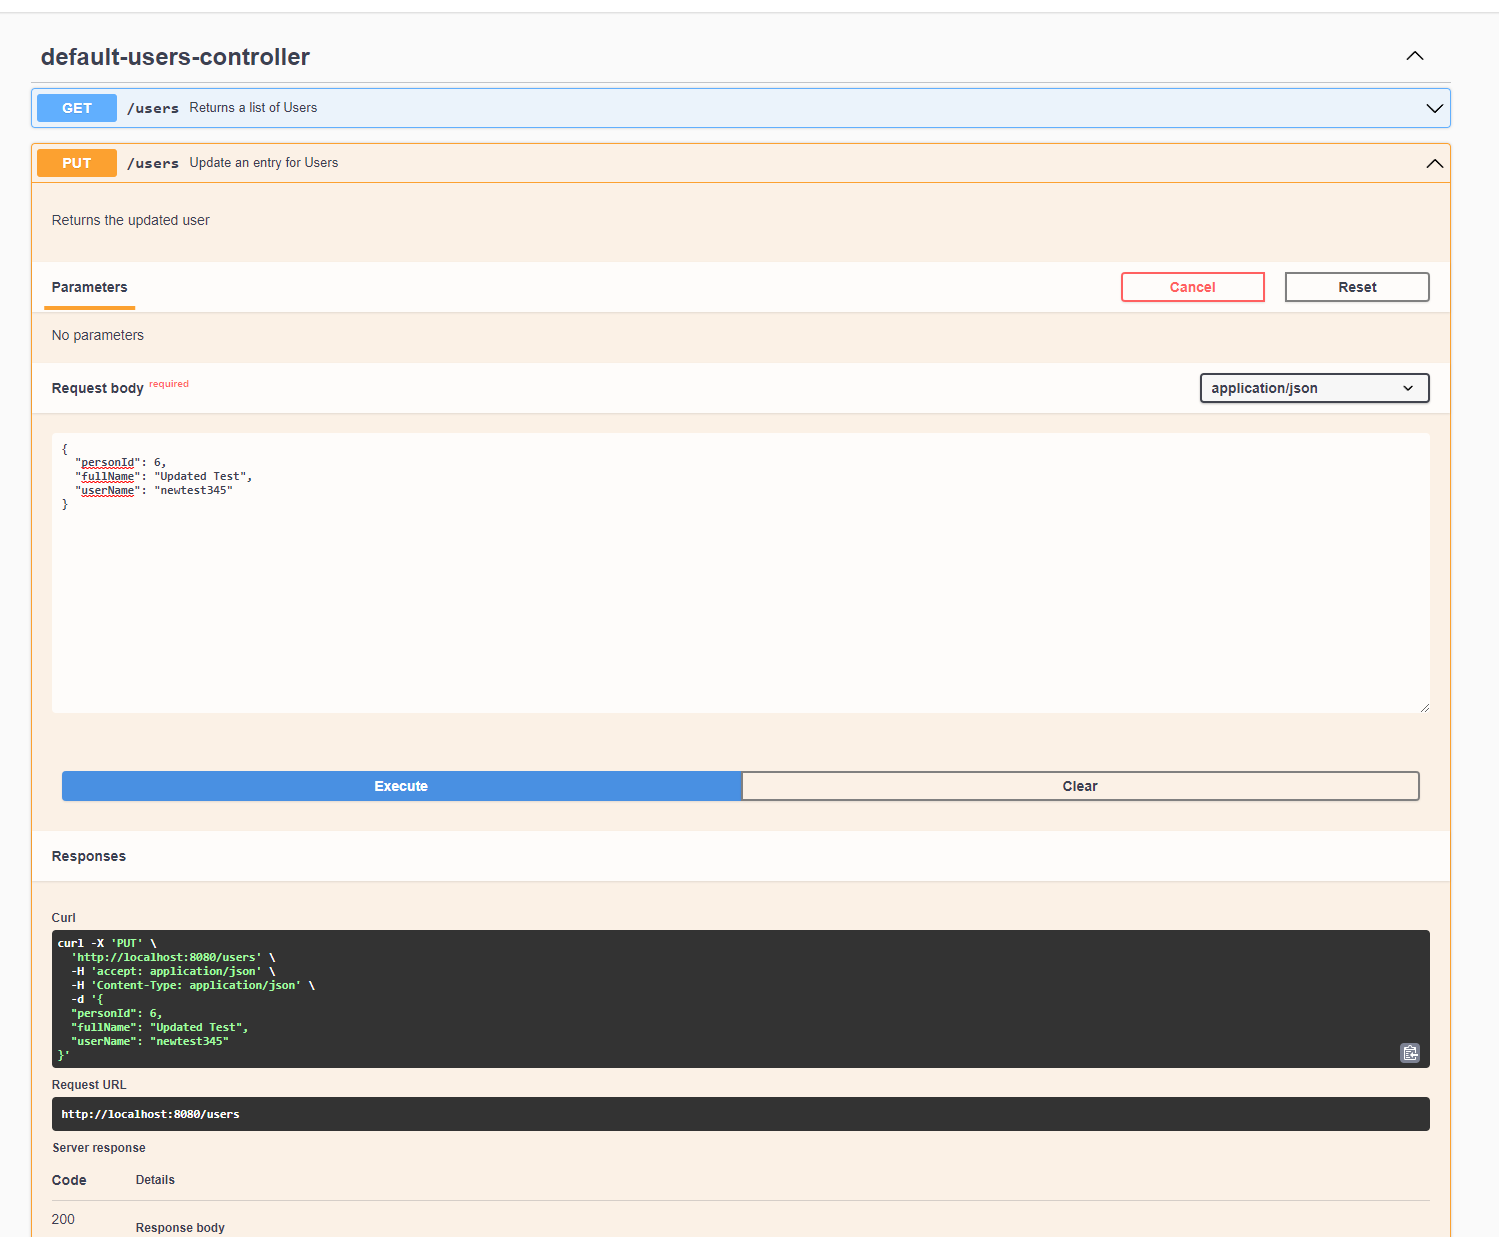 default-users-controller
GET /users Returns a list of Users
PUT /users Update an entry for Users
Returns the updated user
Parameters
Cancel
Reset
No parameters
Request body required
application/json
{
  "personId": 6,
  "fullName": "Updated Test",
  "userName": "newtest345"
}
Execute
Clear
Responses
Curl
curl -X 'PUT' \
  'http://localhost:8080/users' \
  -H 'accept: application/json' \
  -H 'Content-Type: application/json' \
  -d '{
  "personId": 6,
  "fullName": "Updated Test",
  "userName": "newtest345"
}'
Request URL
http://localhost:8080/users
Server response
Code Details
200
Response body